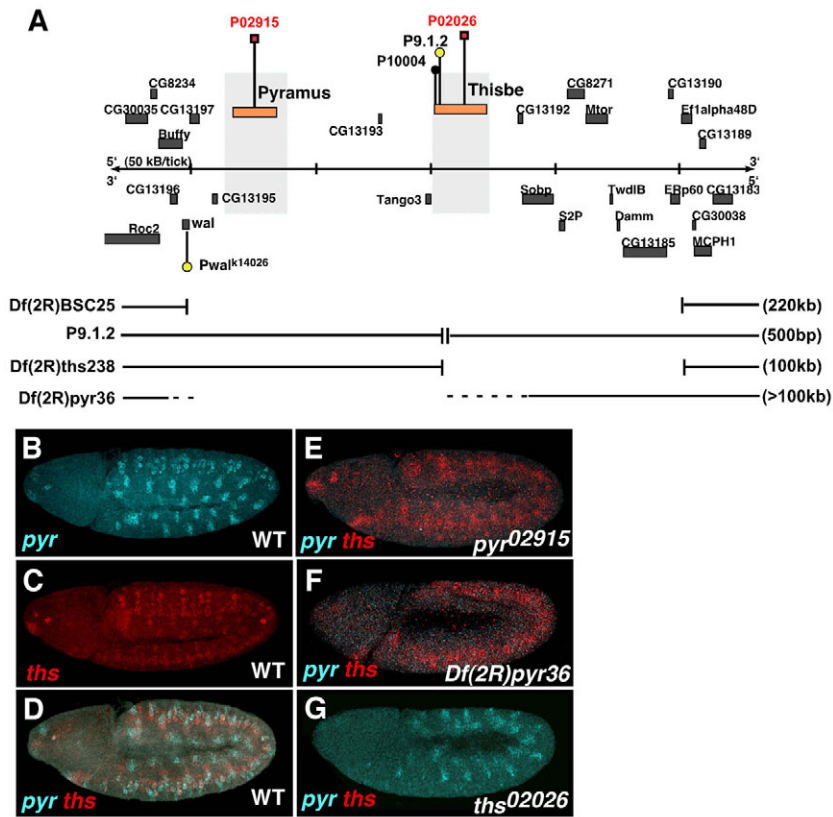 A
P02915
P02026
P9.1.2
P10004
CG8234
CG30035 CG13197
Buffy
Pyramus
CG13193
Thisbe
CG8271
CG13192 Mtor
CG13190
Ef1alpha48D
CG13189
5' (50 kB/tick) 3'
3' 5'
CG13196
CG13195
Roc2 wal
Pwalk14026
Tango3
Sobp
S2P
TwdlB
Damm
CG13185
ERp60 CG13183
CG30038
MCPH1
Df(2R)BSC25 (220kb)
P9.1.2 (500bp)
Df(2R)ths238 (100kb)
Df(2R)pyr36 (>100kb)
B
pyr WT
E
pyr ths pyr02915
C
ths WT
F
pyr ths Df(2R)pyr36
D
pyr ths WT
G
pyr ths ths02026